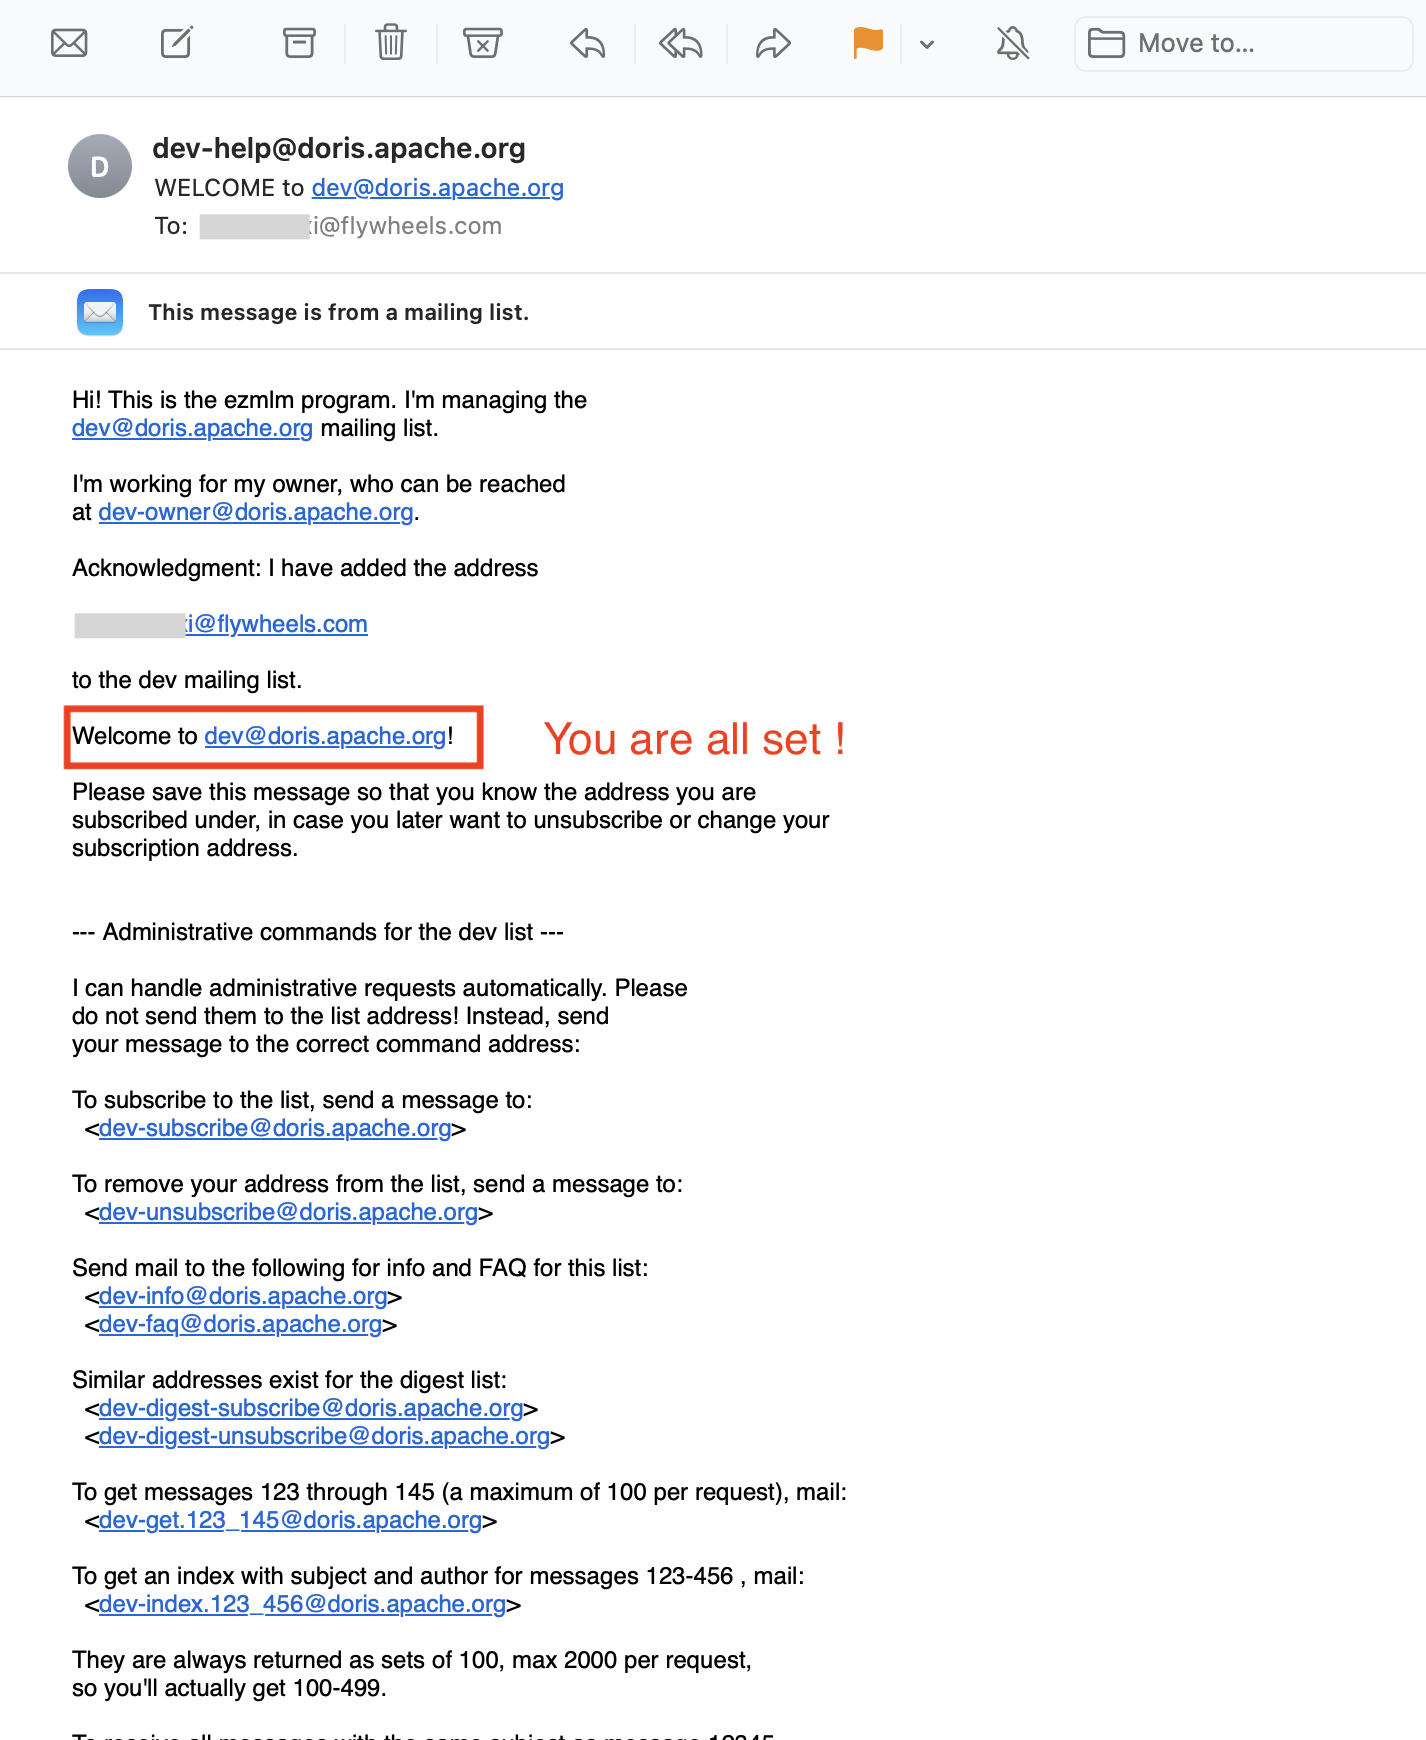 Move to...
D
dev-help@doris.apache.org
WELCOME to dev@doris.apache.org
To: i@flywheels.com
This message is from a mailing list.
Hi! This is the ezmlm program. I'm managing the
dev@doris.apache.org mailing list.
I'm working for my owner, who can be reached
at dev-owner@doris.apache.org.
Acknowledgment: I have added the address
i@flywheels.com
to the dev mailing list.
Welcome to dev@doris.apache.org!
You are all set !
Please save this message so that you know the address you are
subscribed under, in case you later want to unsubscribe or change your
subscription address.
--- Administrative commands for the dev list ---
I can handle administrative requests automatically. Please
do not send them to the list address! Instead, send
your message to the correct command address:
To subscribe to the list, send a message to:
<dev-subscribe@doris.apache.org>
To remove your address from the list, send a message to:
<dev-unsubscribe@doris.apache.org>
Send mail to the following for info and FAQ for this list:
<dev-info@doris.apache.org>
<dev-faq@doris.apache.org>
Similar addresses exist for the digest list:
<dev-digest-subscribe@doris.apache.org>
<dev-digest-unsubscribe@doris.apache.org>
To get messages 123 through 145 (a maximum of 100 per request), mail:
<dev-get.123_145@doris.apache.org>
To get an index with subject and author for messages 123-456 , mail:
<dev-index.123_456@doris.apache.org>
They are always returned as sets of 100, max 2000 per request,
so you'll actually get 100-499.
To receive all messages with the same subject as message 12345,